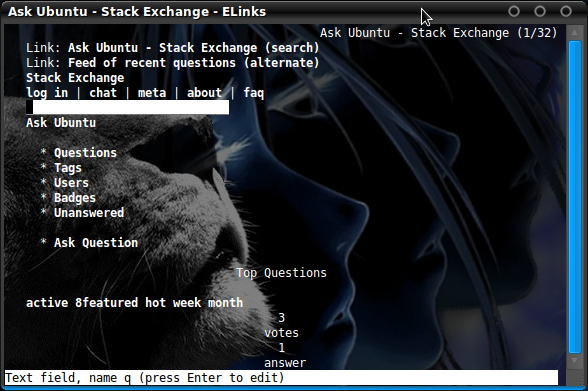 Ask Ubuntu - Stack Exchange - ELinks
Ask Ubuntu - Stack Exchange (1/32)
Link: Ask Ubuntu - Stack Exchange (search)
Link: Feed of recent questions (alternate)
Stack Exchange
log in | chat | meta | about | faq
Ask Ubuntu
* Questions
* Tags
* Users
* Badges
* Unanswered
* Ask Question
Top Questions
active 8featured hot week month
3
votes
1
answer
Text field, name q (press Enter to edit)